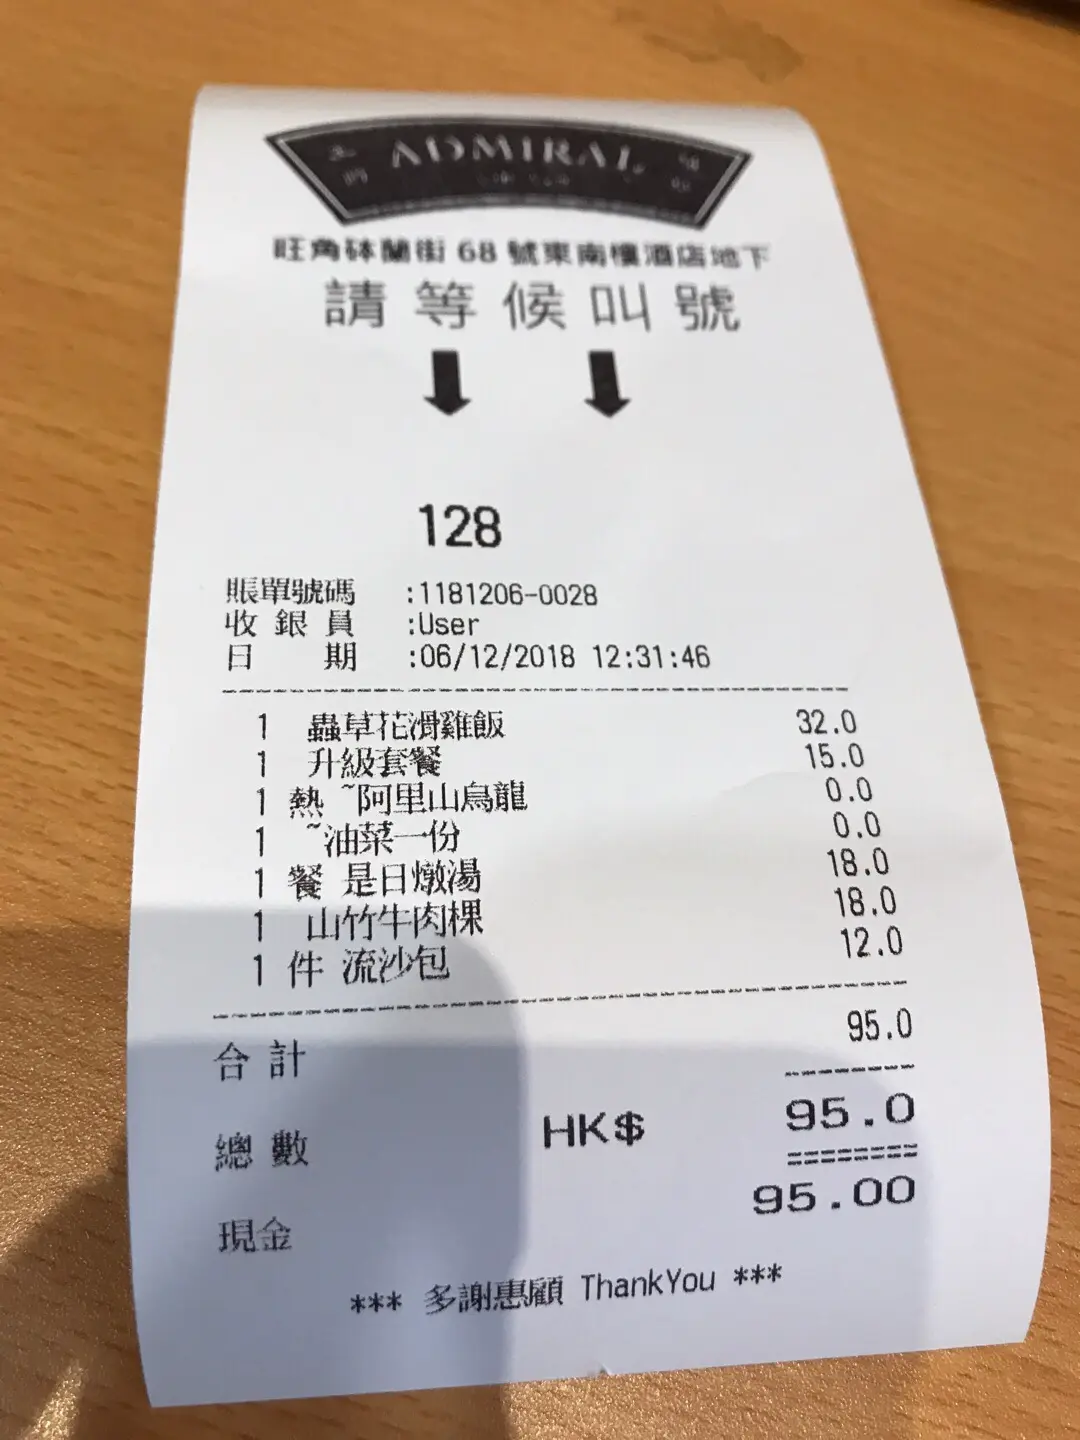 ADMIRAL
旺角砵蘭街 68 號東南樓酒店地下
請等候叫號
128
賬單號碼 :1181206-0028
收銀員 :User
日期 :06/12/2018 12:31:46
1 蟲草花滑雞飯 32.0
1 升級套餐 15.0
1 熱 ~阿里山烏龍 0.0
1 ~油菜一份 0.0
1 餐 是日燉湯 18.0
1 山竹牛肉粿 18.0
1 件 流沙包 12.0
合計 95.0
總數 HK$ 95.0
現金 95.00
*** 多謝惠顧 ThankYou ***